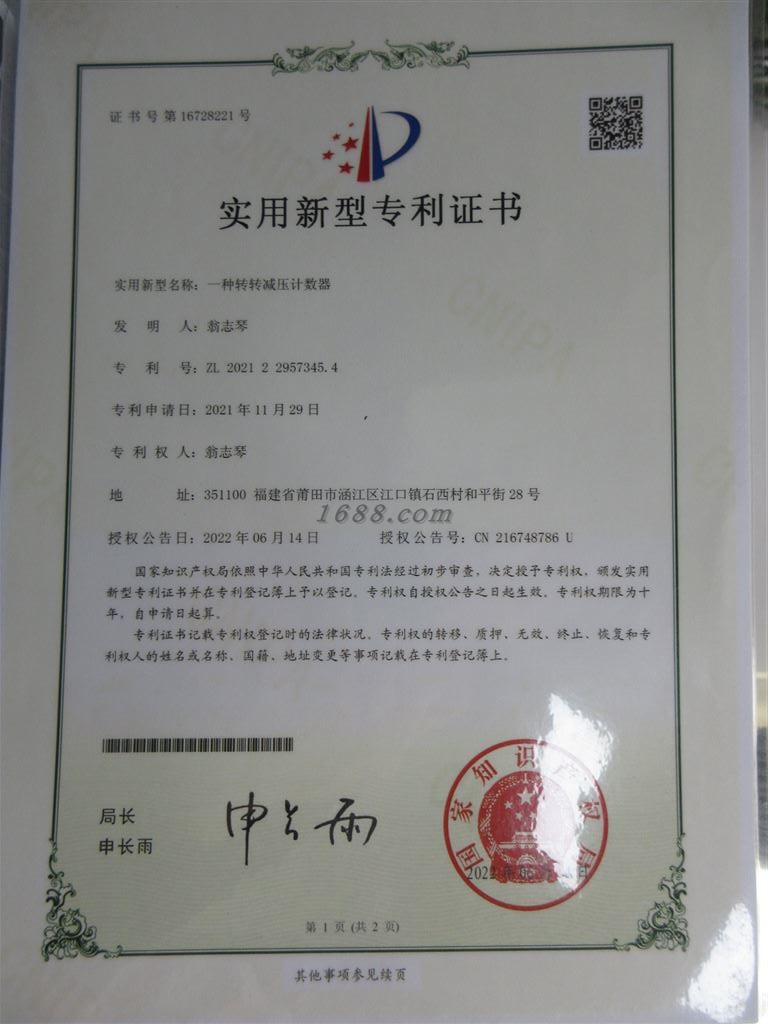 证书号第16728221号
实用新型专利证书
实用新型名称：一种转转减压计数器
发 明 人：翁志琴
专 利 号：ZL 2021 2 2957345.4
专利申请日：2021年11月29日
专 利 权 人：翁志琴
地 址：351100 福建省莆田市涵江区江口镇石西村和平街28号
1688.com
授权公告日：2022年06月14日 授权公告号：CN 216748786 U
国家知识产权局依照中华人民共和国专利法经过初步审查，决定授予专利权，颁发实用
新型专利证书并在专利登记簿上予以登记。专利权自授权公告之日起生效。专利权期限为十
年，自申请日起算。
专利证书记载专利权登记时的法律状况。专利权的转移、质押、无效、终止、恢复和专
利权人的姓名或名称、国籍、地址变更等事项记载在专利登记簿上。
局长
申长雨
申长雨
国家知识产权局
2022年
第 1 页 (共 2 页)
其他事项参见续页
CNIPA